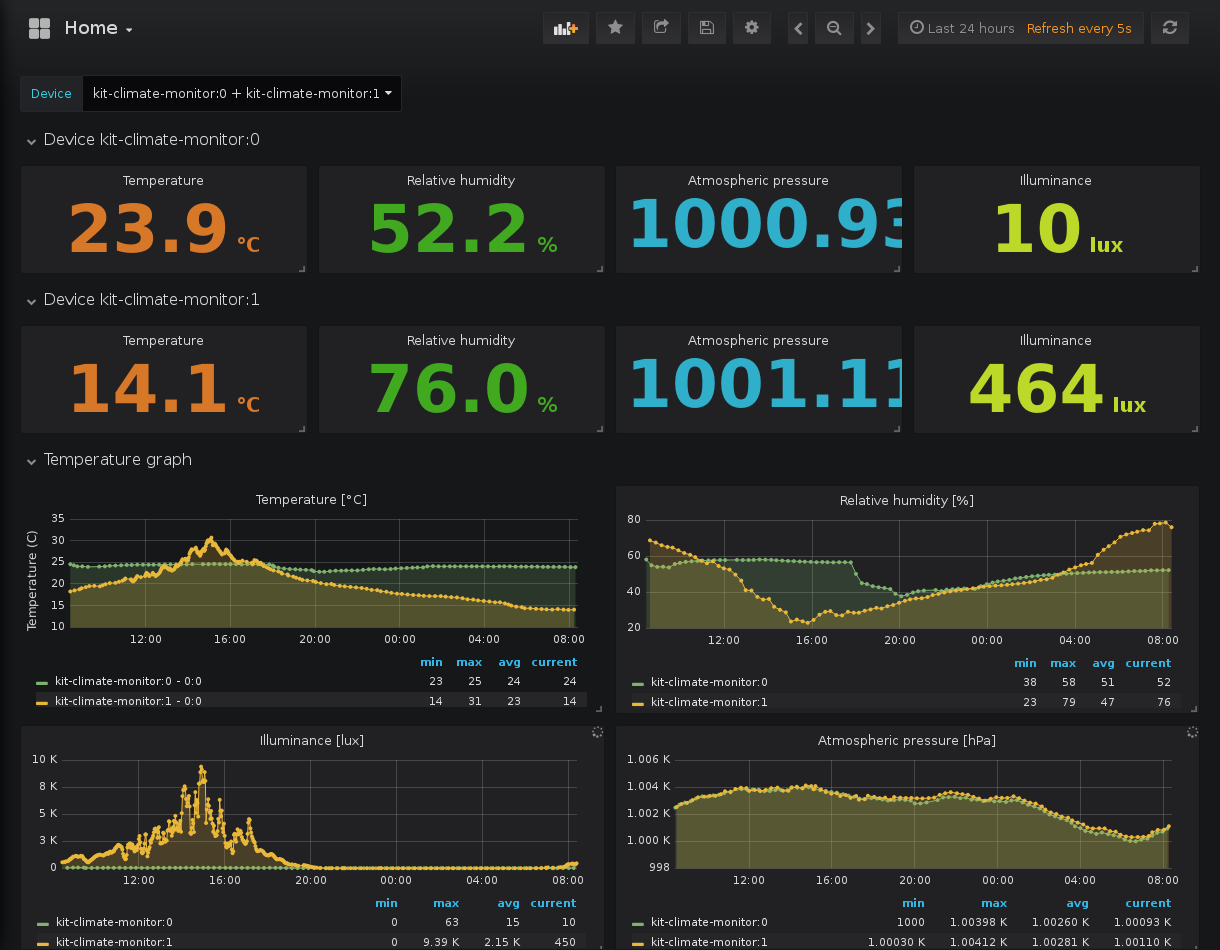 Home
Last 24 hours Refresh every 5s
Device kit-climate-monitor:0 + kit-climate-monitor:1
Device kit-climate-monitor:0
Temperature Relative humidity Atmospheric pressure Illuminance
23.9 °C 52.2 % 1000.93 10 lux
Device kit-climate-monitor:1
Temperature Relative humidity Atmospheric pressure Illuminance
14.1 °C 76.0 % 1001.11 464 lux
Temperature graph
Temperature [°C]
Temperature (C)
35
30
25
20
15
10
12:00 16:00 20:00 00:00 04:00 08:00
min max avg current
kit-climate-monitor:0 - 0:0 23 25 24 24
kit-climate-monitor:1 - 0:0 14 31 23 14
Relative humidity [%]
80
60
40
20
12:00 16:00 20:00 00:00 04:00 08:00
min max avg current
kit-climate-monitor:0 38 58 51 52
kit-climate-monitor:1 23 79 47 76
Illuminance [lux]
10 K
8 K
5 K
3 K
0
12:00 16:00 20:00 00:00 04:00 08:00
min max avg current
kit-climate-monitor:0 0 63 15 10
kit-climate-monitor:1 0 9.39 K 2.15 K 450
Atmospheric pressure [hPa]
1.006 K
1.004 K
1.002 K
1.000 K
998
12:00 16:00 20:00 00:00 04:00 08:00
min max avg current
kit-climate-monitor:0 1000 1.00398 K 1.00260 K 1.00093 K
kit-climate-monitor:1 1.00030 K 1.00412 K 1.00281 K 1.00110 K